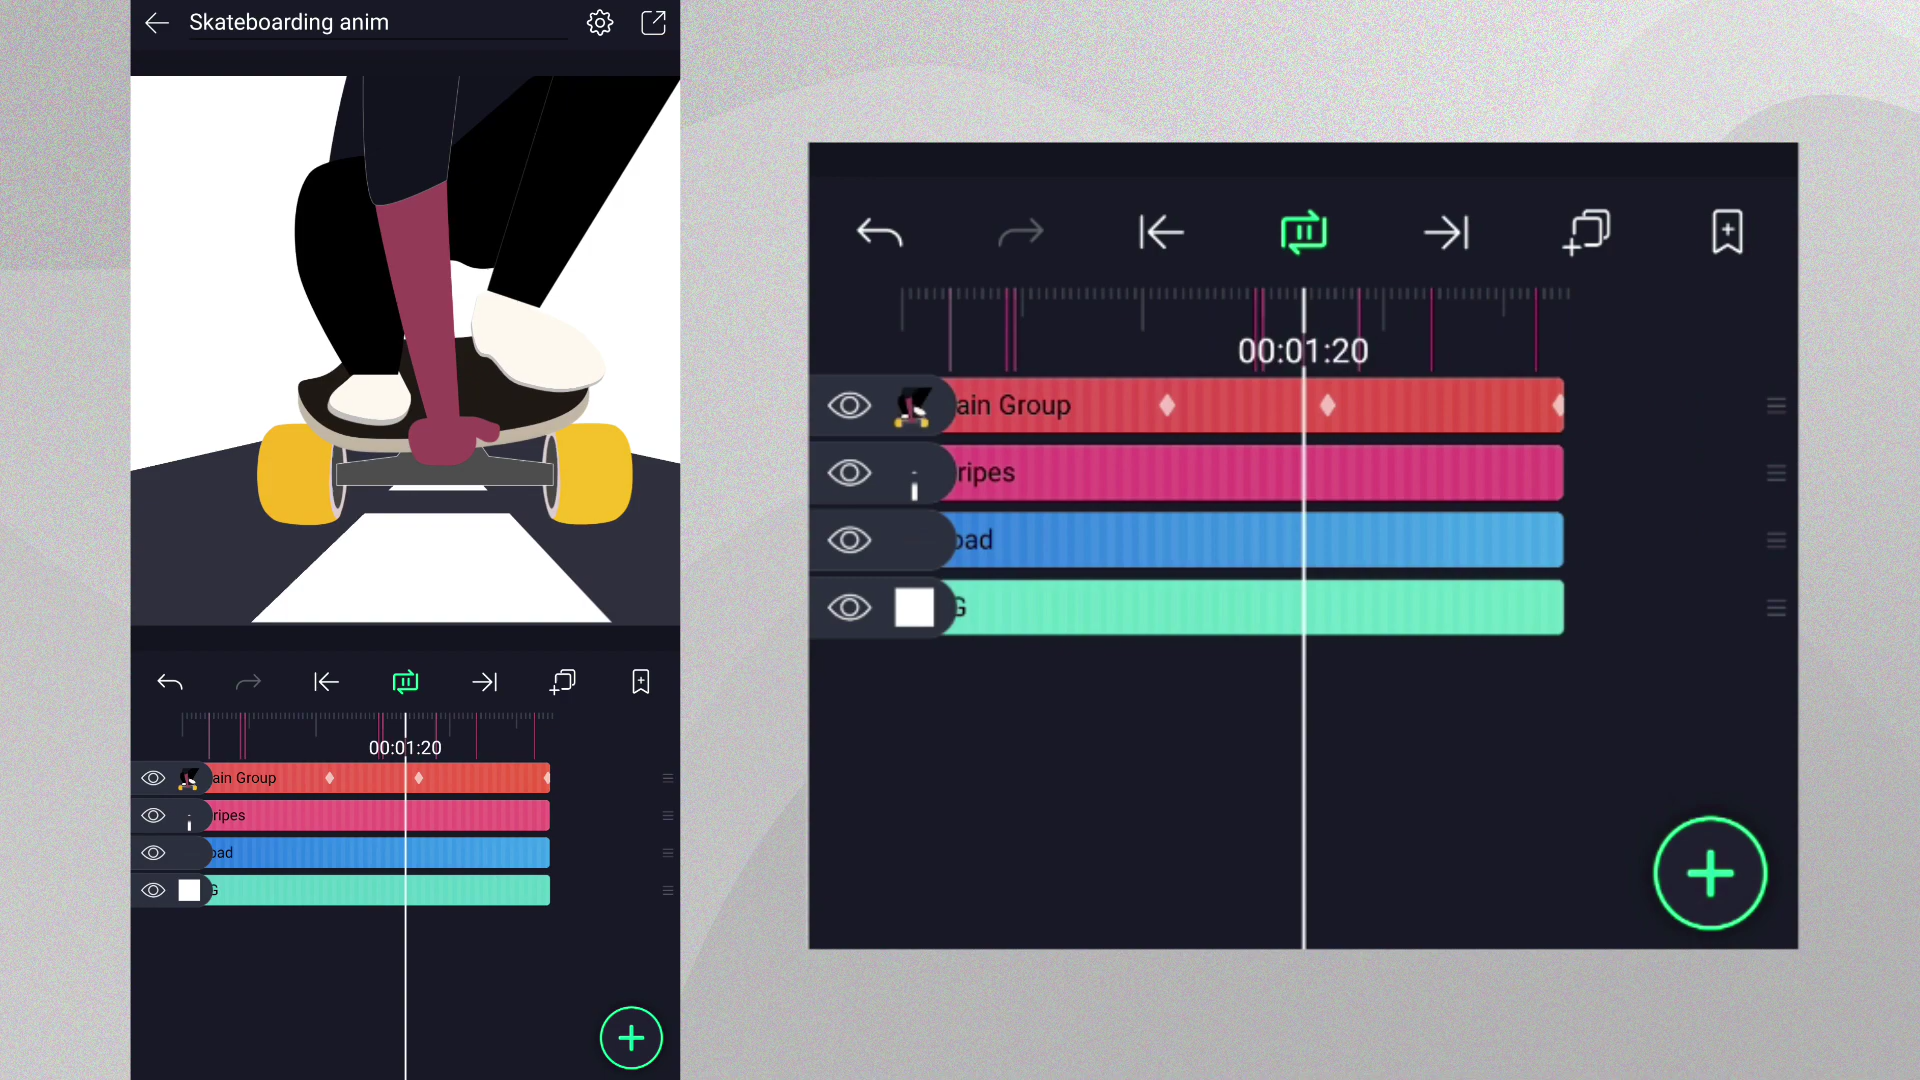 Skateboarding anim
00:01:20
ain Group
ripes
oad
G
00:01:20
ain Group
ripes
oad
G